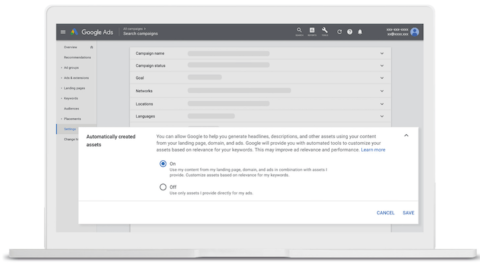 Google Ads
Search campaigns
Overview
Recommendations
Ad groups
Ads & extensions
Landing pages
Keywords
Audiences
Placements
Settings
Campaign name
Campaign status
Goal
Networks
Locations
Languages
Automatically created
assets
You can allow Google to help you generate headlines, descriptions, and other assets using your content
from your landing page, domain, and ads. Google will provide you with automated tools to customize your
assets based on relevance for your keywords. This may improve ad relevance and performance. Learn more
On
Use my content from my landing page, domain, and ads in combination with assets I
provide. Customize assets based on relevance for my keywords.
Off
Use only assets I provide directly for my ads.
CANCEL SAVE